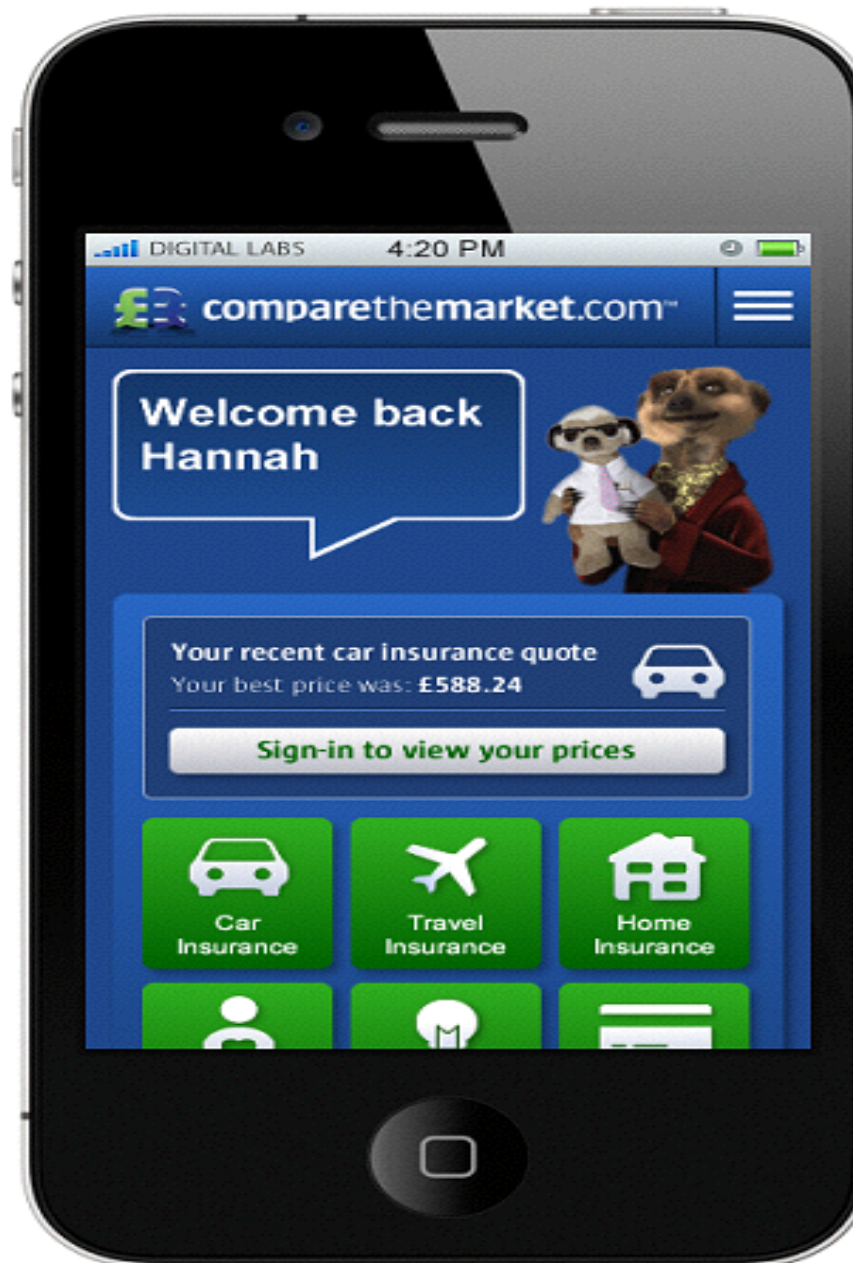 DIGITAL LABS 4:20 PM
comparethemarket.com™
Welcome back
Hannah
Your recent car insurance quote
Your best price was: £588.24
Sign-in to view your prices
Car
Insurance
Travel
Insurance
Home
Insurance